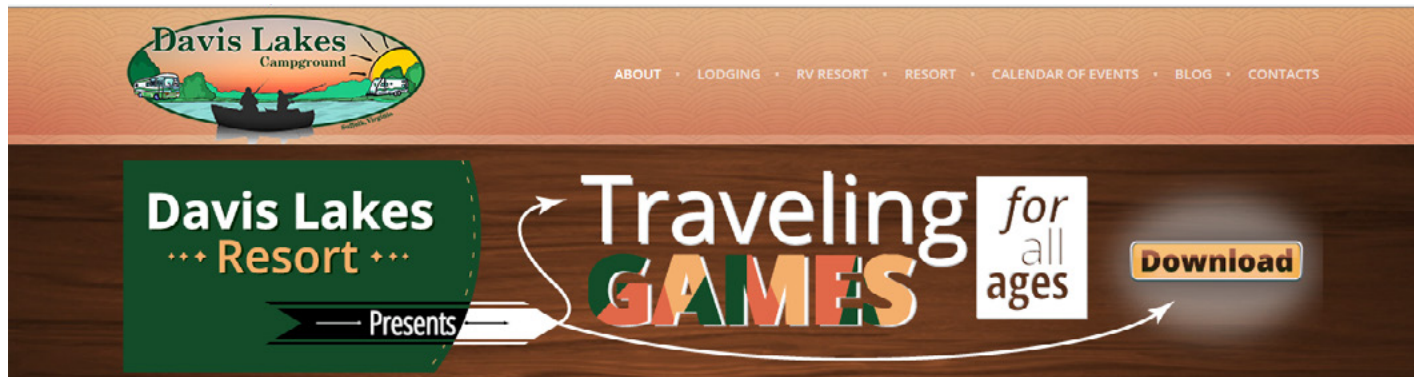 Davis Lakes
Campground
Suffolk, Virginia
ABOUT • LODGING • RV RESORT • RESORT • CALENDAR OF EVENTS • BLOG • CONTACTS
Davis Lakes
Resort
Presents
Traveling
GAMES
for
all
ages
Download